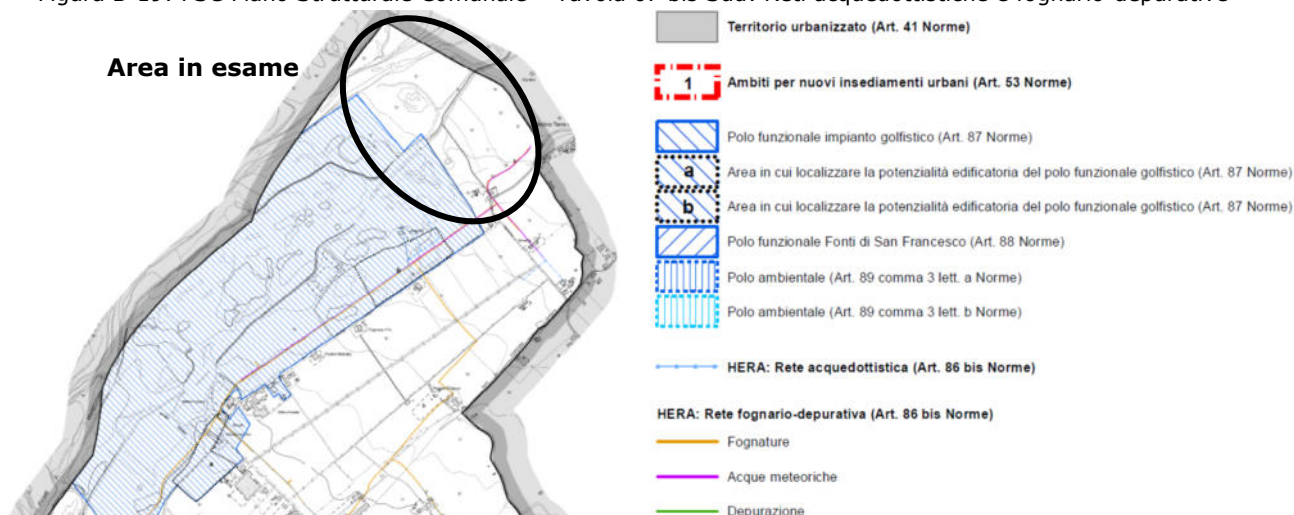 Area in esame
Territorio urbanizzato (Art. 41 Norme)
1
Ambiti per nuovi insediamenti urbani (Art. 53 Norme)
Polo funzionale impianto golfistico (Art. 87 Norme)
a
Area in cui localizzare la potenzialità edificatoria del polo funzionale golfistico (Art. 87 Norme)
b
Area in cui localizzare la potenzialità edificatoria del polo funzionale golfistico (Art. 87 Norme)
Polo funzionale Fonti di San Francesco (Art. 88 Norme)
Polo ambientale (Art. 89 comma 3 lett. a Norme)
Polo ambientale (Art. 89 comma 3 lett. b Norme)
HERA: Rete acquedottistica (Art. 86 bis Norme)
HERA: Rete fognario-depurativa (Art. 86 bis Norme)
Fognature
Acque meteoriche
Depurazione